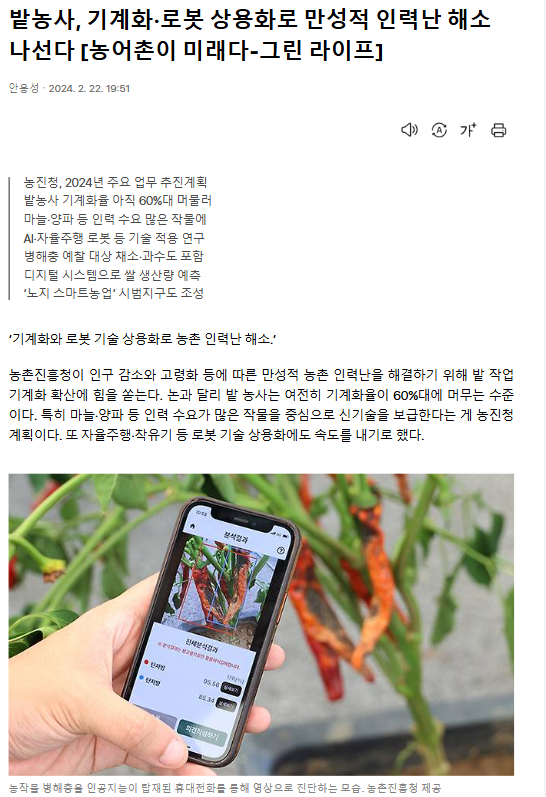 밭농사, 기계화·로봇 상용화로 만성적 인력난 해소
나선다 [농어촌이 미래다-그린 라이프]
안용성 · 2024. 2. 22. 19:51
가
농진청, 2024년 주요 업무 추진계획
밭농사 기계화율 아직 60%대 머물러
마늘·양파 등 인력 수요 많은 작물에
AI·자율주행 로봇 등 기술 적용 연구
병해충 예찰 대상 채소·과수도 포함
디지털 시스템으로 쌀 생산량 예측
‘노지 스마트농업’ 시범지구도 조성
‘기계화와 로봇 기술 상용화로 농촌 인력난 해소.’
농촌진흥청이 인구 감소와 고령화 등에 따른 만성적 농촌 인력난을 해결하기 위해 밭 작업
기계화 확산에 힘을 쏟는다. 논과 달리 밭 농사는 여전히 기계화율이 60%대에 머무는 수준
이다. 특히 마늘·양파 등 인력 수요가 많은 작물을 중심으로 신기술을 보급한다는 게 농진청
계획이다. 또 자율주행·착유기 등 로봇 기술 상용화에도 속도를 내기로 했다.
분석결과
진체분석결과
탄저병 95.56
탄저병 85.34
의견작성하기
농작물 병해충을 인공지능이 탑재된 휴대전화를 통해 영상으로 진단하는 모습. 농촌진흥청 제공